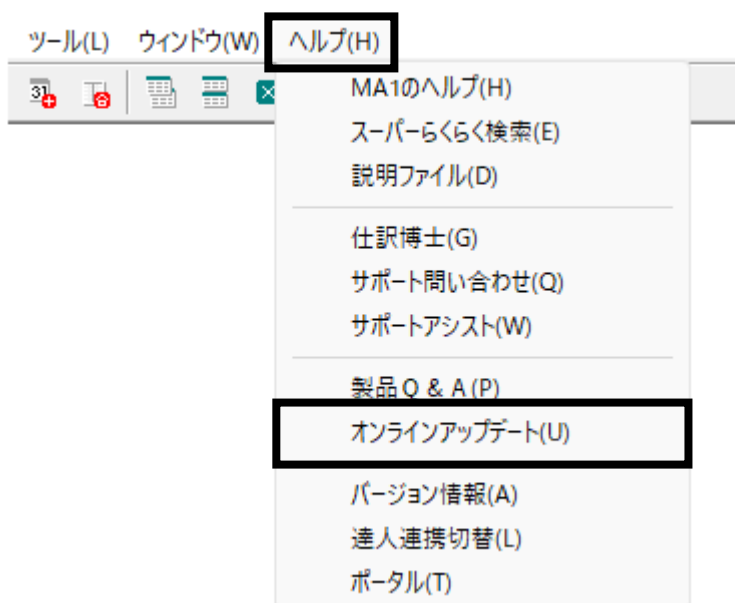 ツール(L) ウィンドウ(W) ヘルプ(H)
31
MA1のヘルプ(H)
スーパーらくらく検索(E)
説明ファイル(D)
仕訳博士(G)
サポート問い合わせ(Q)
サポートアシスト(W)
製品Q & A(P)
オンラインアップデート(U)
バージョン情報(A)
達人連携切替(L)
ポータル(T)